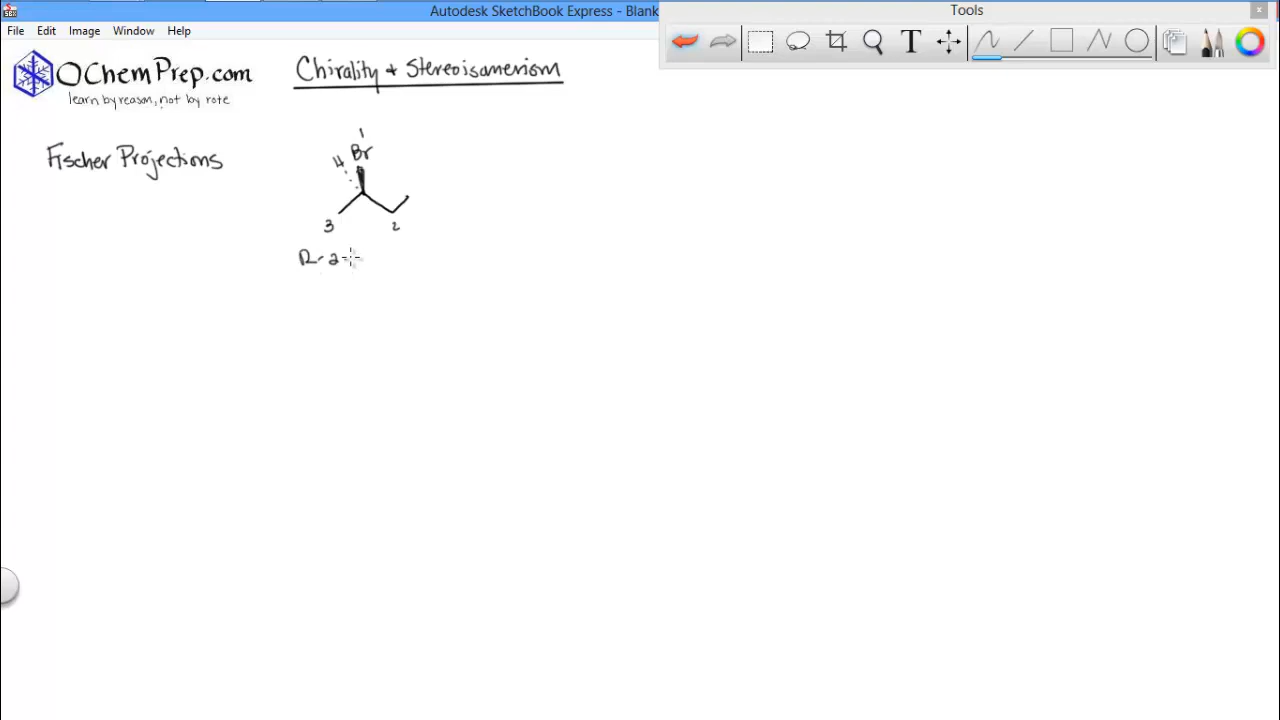 Autodesk SketchBook Express - Blank
Tools
File Edit Image Window Help
OChemPrep.com
learn by reason, not by rote
Chirality + Stereoisomerism
Fischer Projections
1
Br
4
3
2
R-2-